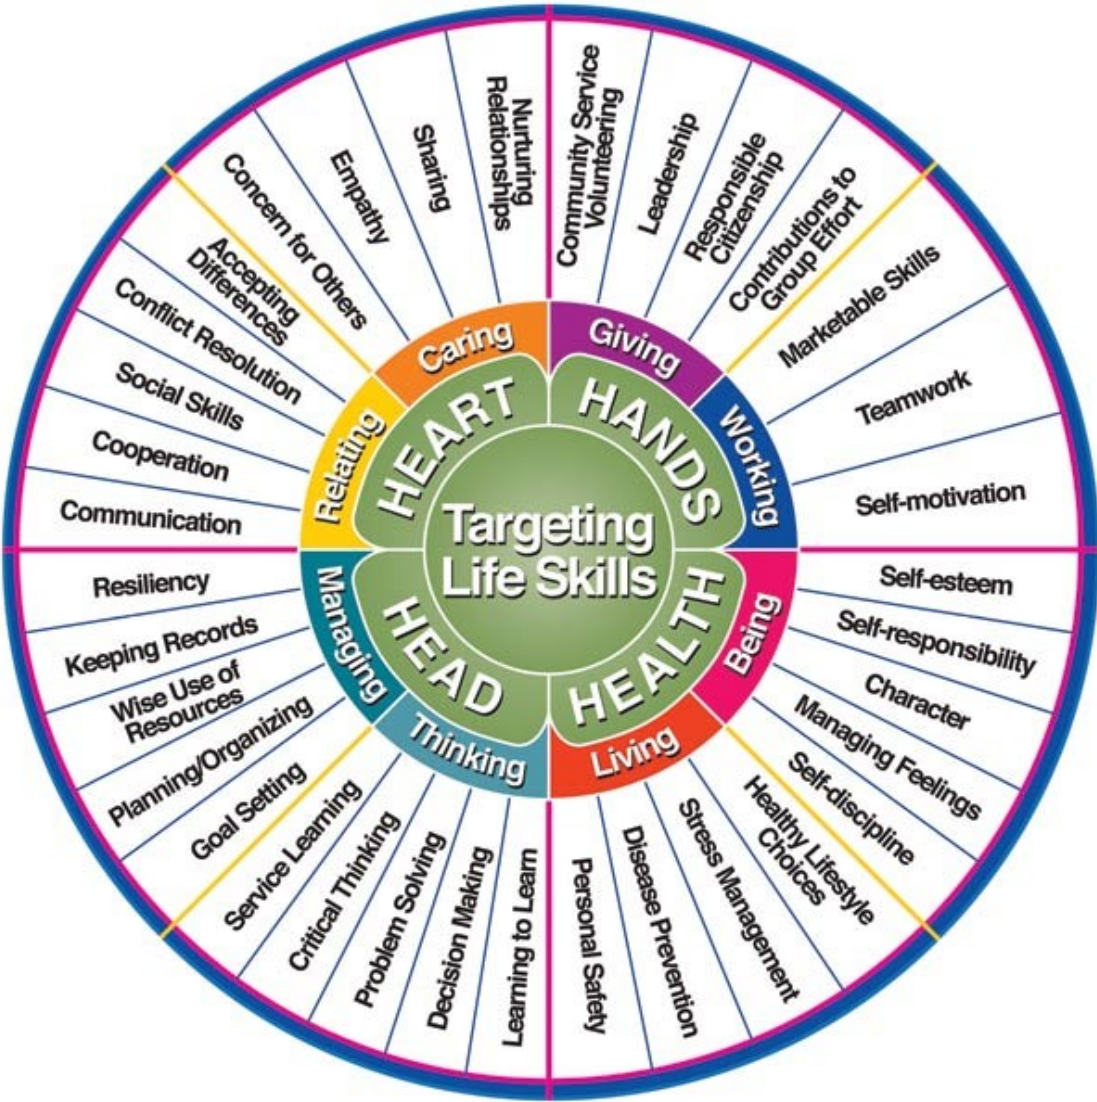 Targeting
Life Skills
HEART
HANDS
HEALTH
HEAD
Caring
Giving
Working
Being
Living
Thinking
Managing
Relating
Community Service
Volunteering
Leadership
Responsible
Citizenship
Contributions to
Group Effort
Marketable Skills
Teamwork
Self-motivation
Self-esteem
Self-responsibility
Character
Managing Feelings
Self-discipline
Healthy Lifestyle
Choices
Stress Management
Disease Prevention
Personal Safety
Learning to Learn
Decision Making
Problem Solving
Critical Thinking
Service Learning
Goal Setting
Planning/Organizing
Wise Use of
Resources
Keeping Records
Resiliency
Communication
Cooperation
Social Skills
Conflict Resolution
Accepting
Differences
Concern for Others
Empathy
Sharing
Nurturing
Relationships